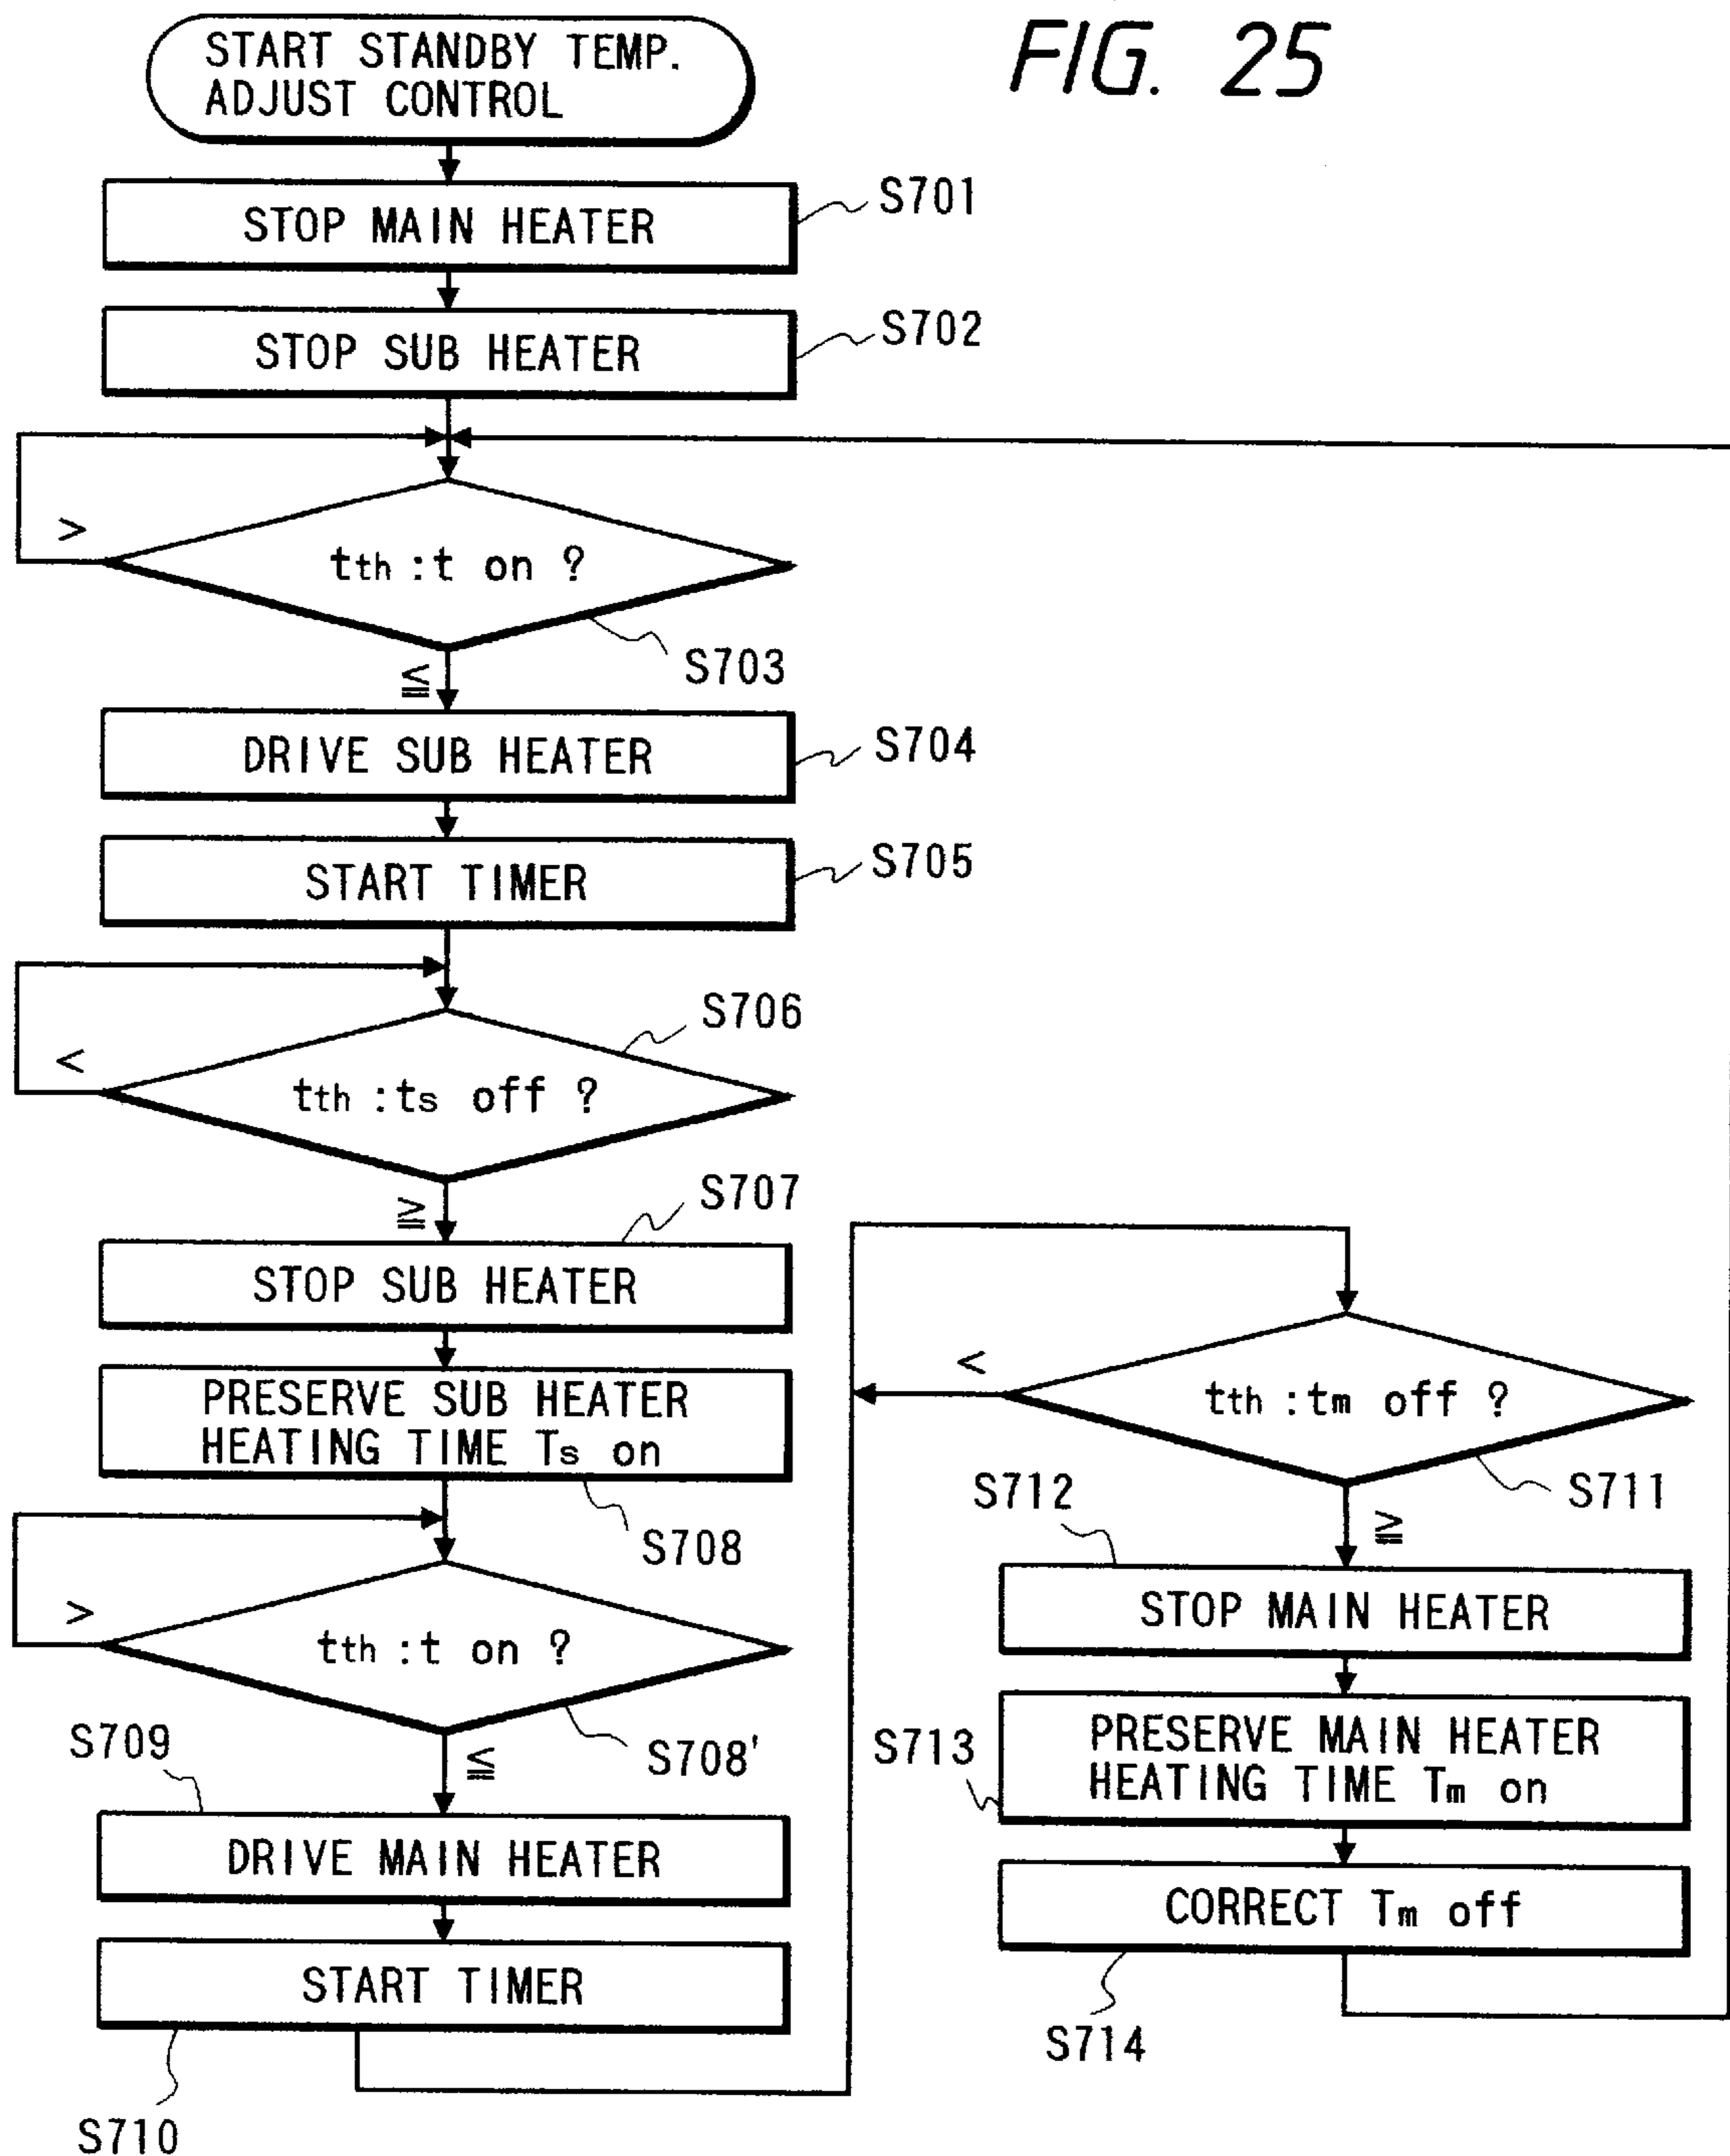 FIG. 25
START STANDBY TEMP.
ADJUST CONTROL
STOP MAIN HEATER
S701
STOP SUB HEATER
S702
>
tth :t on ?
S703
≦
DRIVE SUB HEATER
S704
START TIMER
S705
S706
<
tth :ts off ?
≧
S707
STOP SUB HEATER
PRESERVE SUB HEATER
HEATING TIME Ts on
S708
>
tth :t on ?
S708'
≦
S709
DRIVE MAIN HEATER
START TIMER
S710
<
tth :tm off ?
S711
≧
S712
STOP MAIN HEATER
S713
PRESERVE MAIN HEATER
HEATING TIME Tm on
CORRECT Tm off
S714